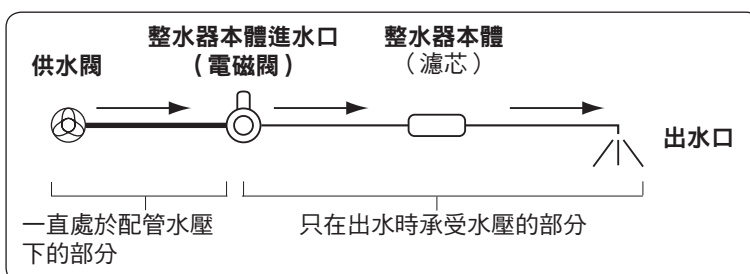 供水閥
整水器本體進水口
（電磁閥）
整水器本體
（濾芯）
出水口
一直處於配管水壓
下的部分
只在出水時承受水壓的部分